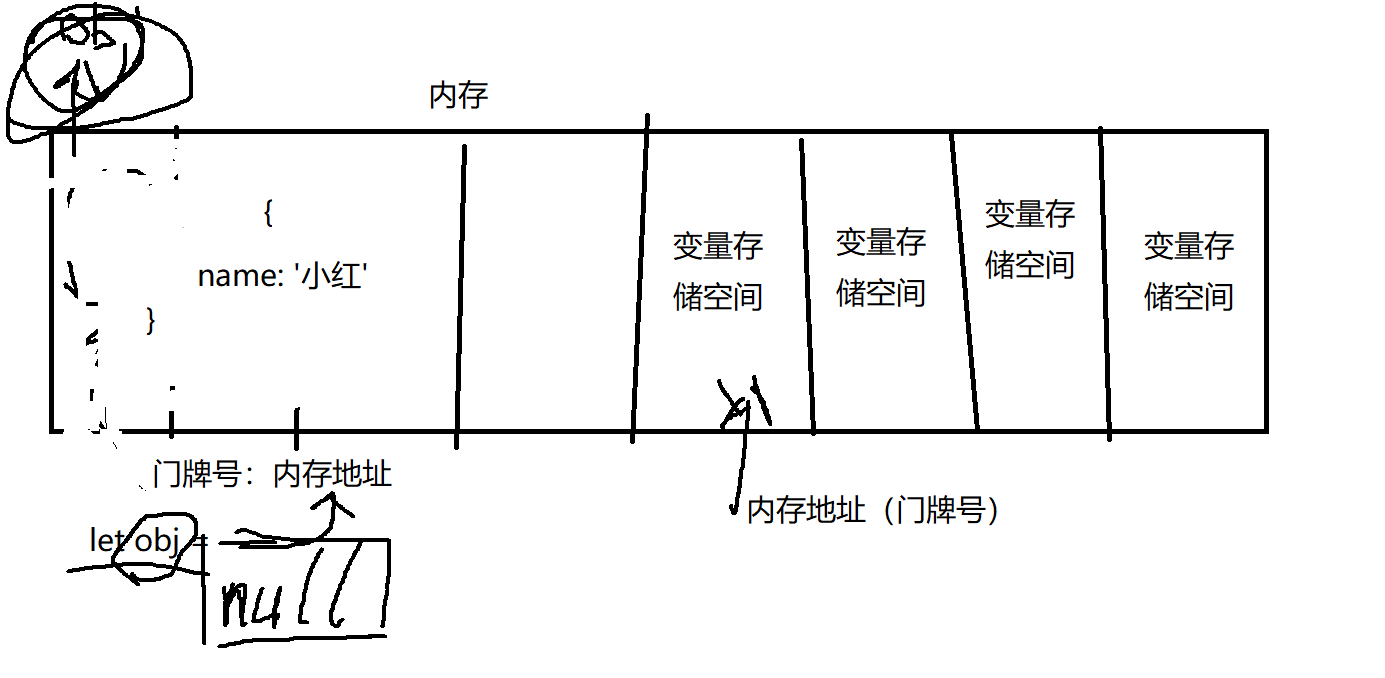 ob
内存
{
name: '小红'
}
变量存
储空间
变量存
储空间
变量存
储空间
变量存
储空间
门牌号：内存地址
内存地址（门牌号）
let obj =
null